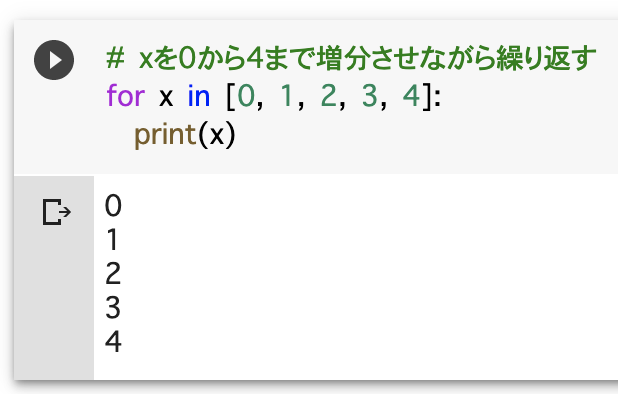 # xを0から4まで増分させながら繰り返す
for x in [0, 1, 2, 3, 4]:
  print(x)
0
1
2
3
4